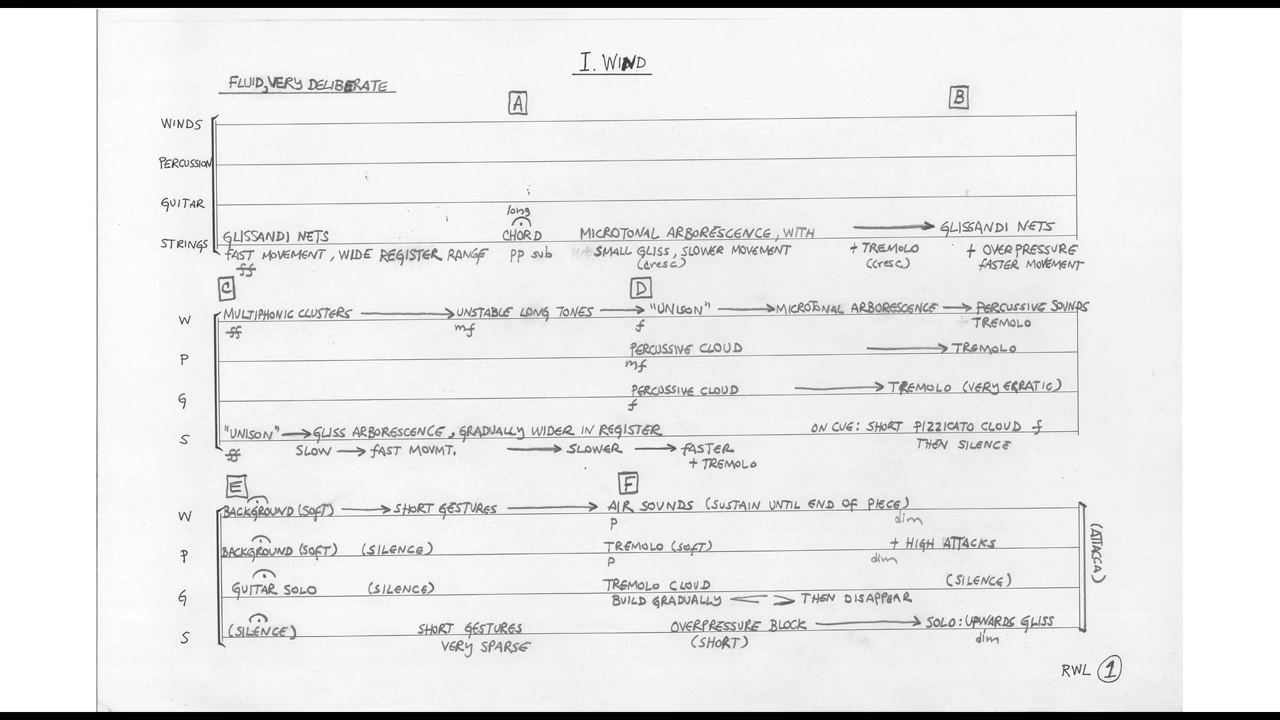 I. WIND
FLUID, VERY DELIBERATE
A
B
WINDS
PERCUSSION
GUITAR
long
STRINGS
GLISSANDI NETS
CHORD
MICROTONAL ARBORESCENCE, WITH
GLISSANDI NETS
FAST MOVEMENT, WIDE REGISTER RANGE
pp sub
SMALL GLISS, SLOWER MOVEMENT
+ TREMOLO
+ OVERPRESSURE
ff
(cresc)
(cresc)
FASTER MOVEMENT
C
D
W
MULTIPHONIC CLUSTERS → UNSTABLE LONG TONES → "UNISON" → MICROTONAL ARBORESCENCE → PERCUSSIVE SOUNDS
ff
mf
f
+ TREMOLO
P
PERCUSSIVE CLOUD → TREMOLO
mf
G
PERCUSSIVE CLOUD → TREMOLO (VERY ERRATIC)
f
S
"UNISON" → GLISS ARBORESCENCE, GRADUALLY WIDER IN REGISTER
ON CUE: SHORT PIZZICATO CLOUD f
ff
SLOW → FAST MOVMT. → SLOWER → FASTER
THEN SILENCE
+ TREMOLO
E
F
W
BACKGROUND (SOFT) → SHORT GESTURES → AIR SOUNDS (SUSTAIN UNTIL END OF PIECE)
p
dim
P
BACKGROUND (SOFT) (SILENCE) TREMOLO (SOFT) + HIGH ATTACKS
p
dim
G
GUITAR SOLO (SILENCE) TREMOLO CLOUD (SILENCE)
BUILD GRADUALLY < > THEN DISAPPEAR
S
(SILENCE) SHORT GESTURES OVERPRESSURE BLOCK → SOLO: UPWARDS GLISS
VERY SPARSE
(SHORT)
dim
(ATTACCA)
RWL 1